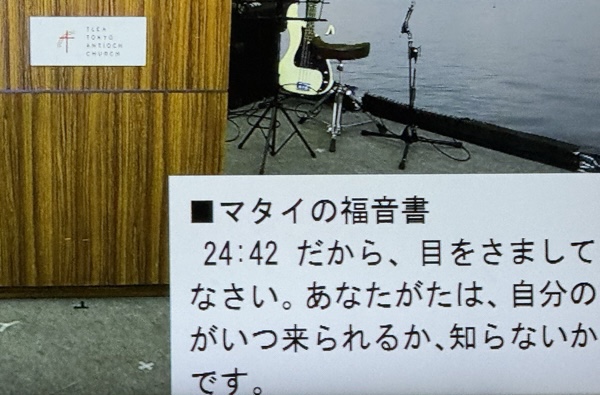 TLEA
TOKYO
ANTIOCH
CHURCH
■マタイの福音書
24:42 だから、目をさまして
なさい。あなたがたは、自分の
がいつ来られるか、知らないか
です。